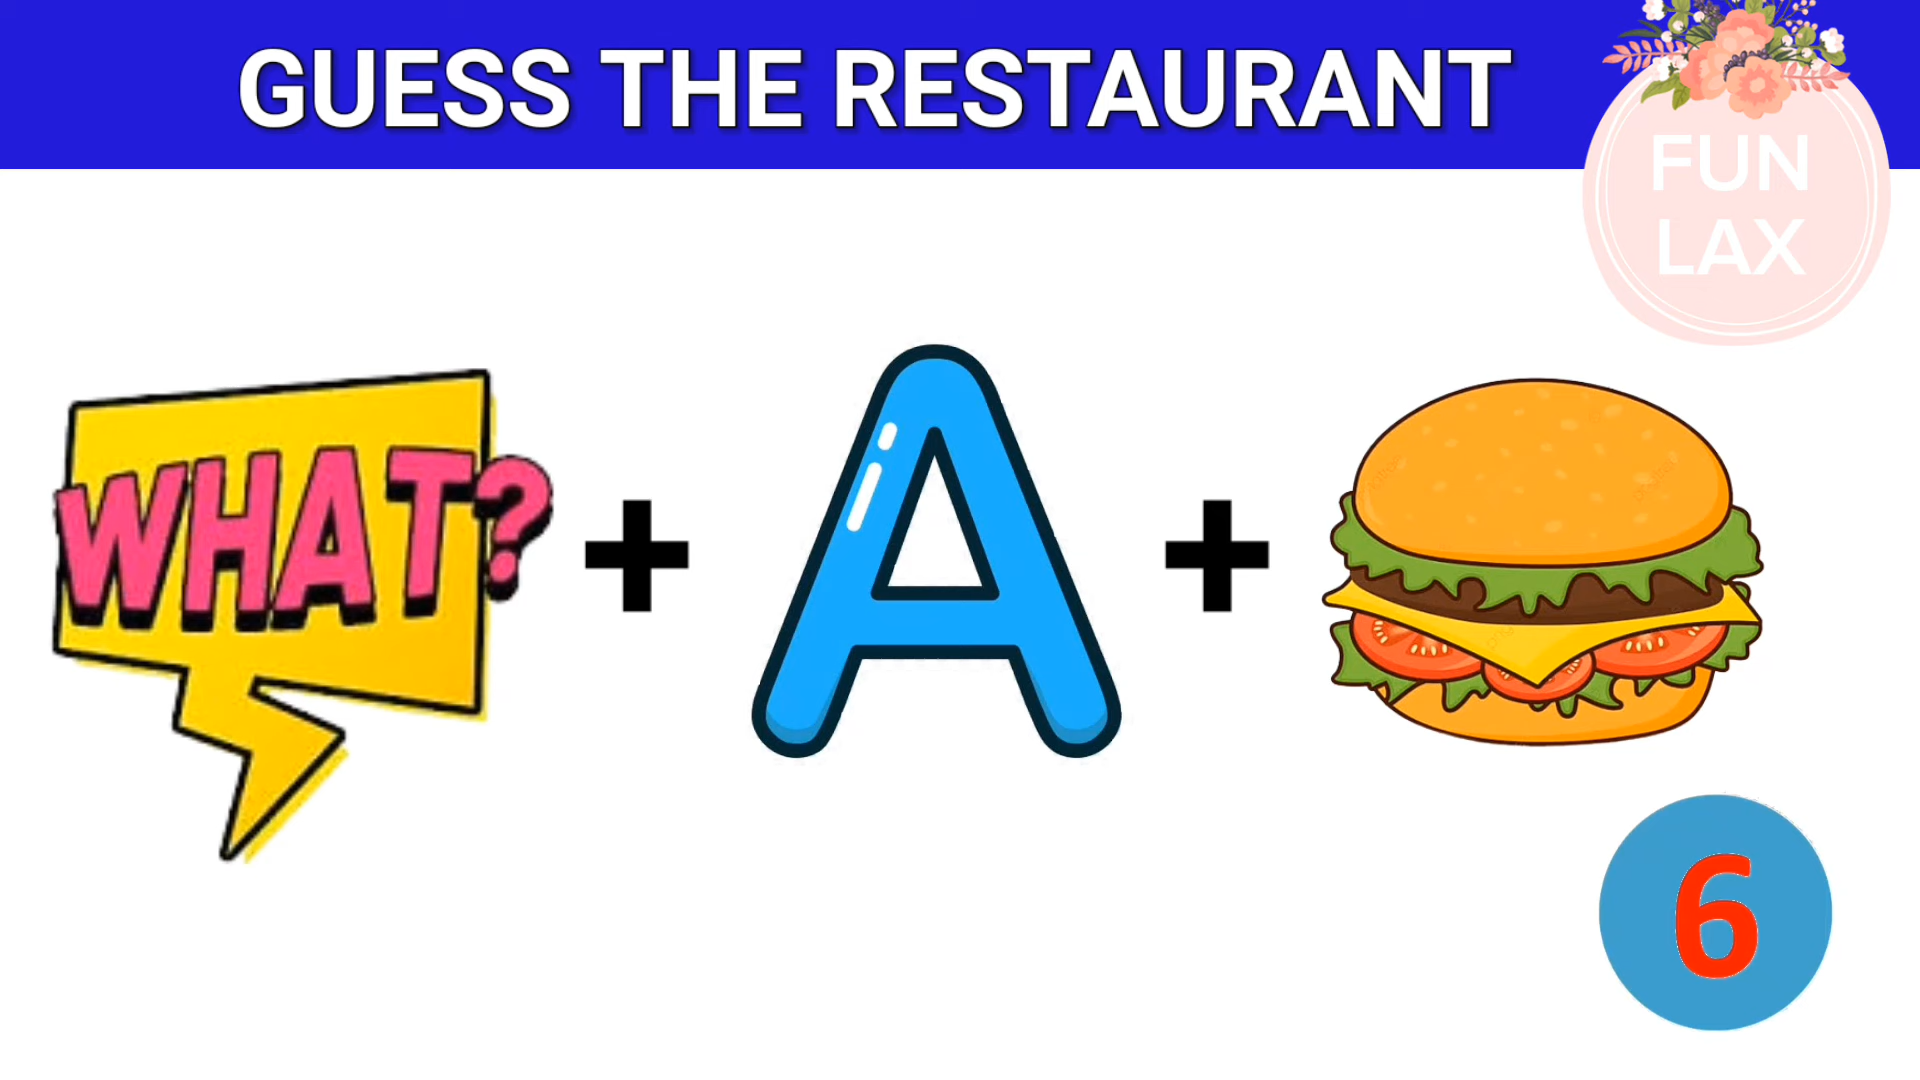 GUESS THE RESTAURANT
FUN
LAX
WHAT?
+
A
+
6